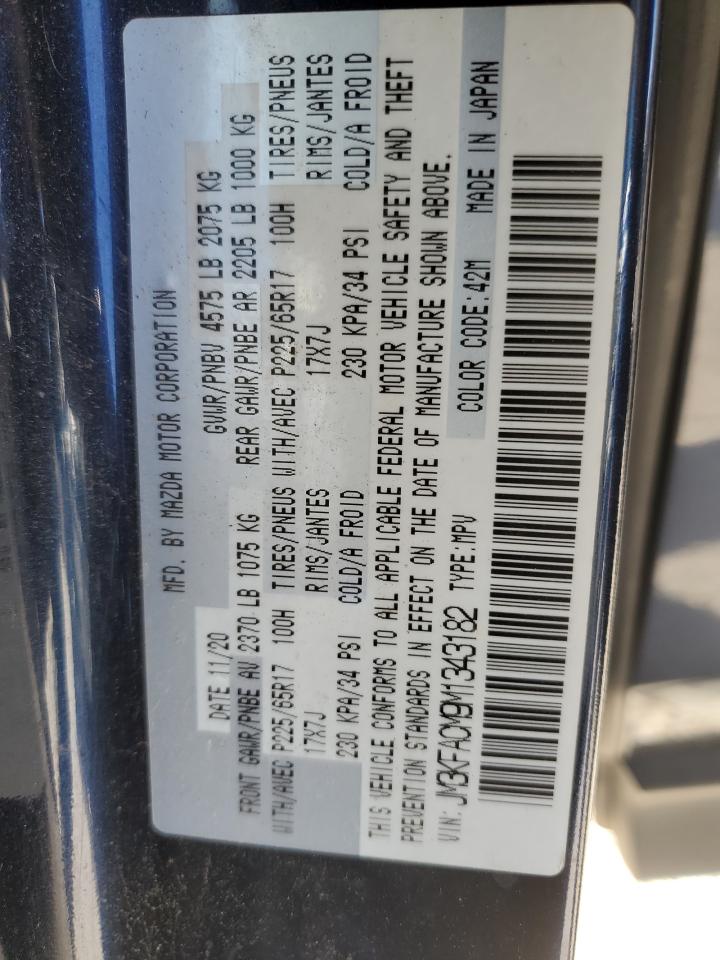 MFD. BY MAZDA MOTOR CORPORATION
DATE 11/20 GVWR/PNBV 4575 LB 2075 KG
FRONT GAWR/PNBE AV 2370 LB 1075 KG REAR GAWR/PNBE AR 2205 LB 1000 KG
WITH/AVEC P225/65R17 100H TIRES/PNEUS WITH/AVEC P225/65R17 100H TIRES/PNEUS
17X7J RIMS/JANTES 17X7J RIMS/JANTES
230 KPA/34 PSI COLD/A FROID 230 KPA/34 PSI COLD/A FROID
THIS VEHICLE CONFORMS TO ALL APPLICABLE FEDERAL MOTOR VEHICLE SAFETY AND THEFT
PREVENTION STANDARDS IN EFFECT ON THE DATE OF MANUFACTURE SHOWN ABOVE.
VIN: JM3KFACM9M1343182 TYPE:MPV COLOR CODE:42M MADE IN JAPAN